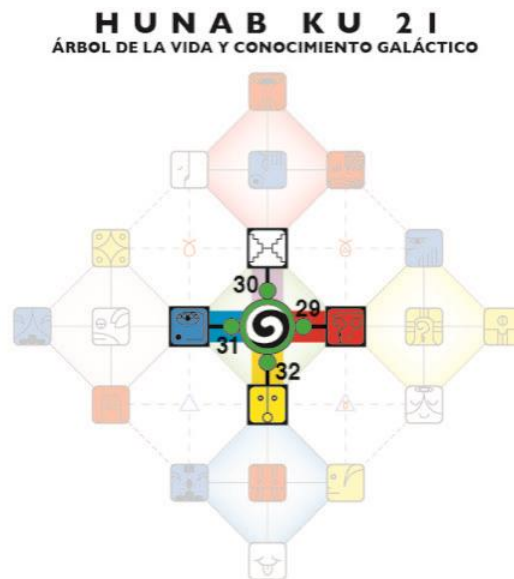 HUNAB KU 21
ÁRBOL DE LA VIDA Y CONOCIMIENTO GALÁCTICO
30
29
31
32